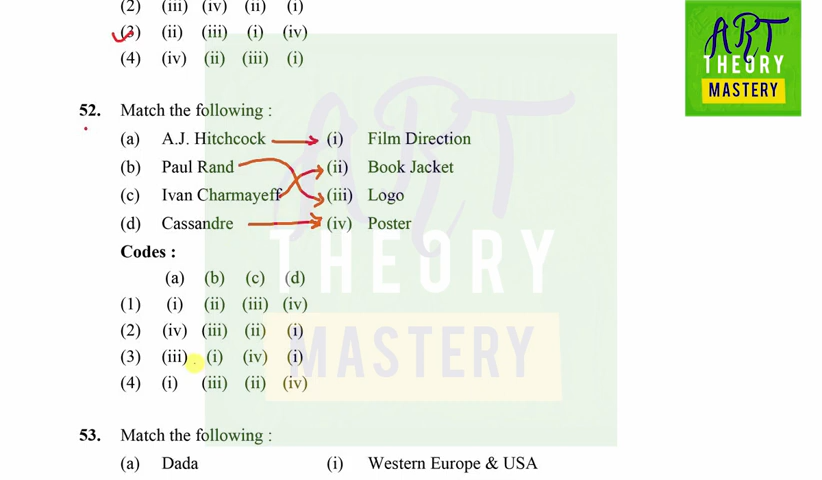 (2) (iii) (iv) (ii) (i)
(3) (ii) (iii) (i) (iv)
(4) (iv) (ii) (iii) (i)
ART
THEORY
MASTERY
52. Match the following :
(a) A.J. Hitchcock (i) Film Direction
(b) Paul Rand (ii) Book Jacket
(c) Ivan Charmayeff (iii) Logo
(d) Cassandre (iv) Poster
Codes :
(a) (b) (c) (d)
(1) (i) (ii) (iii) (iv)
(2) (iv) (iii) (ii) (i)
(3) (iii) (i) (iv) (i)
(4) (i) (iii) (ii) (iv)
ART
THEORY
MASTERY
53. Match the following :
(a) Dada (i) Western Europe & USA